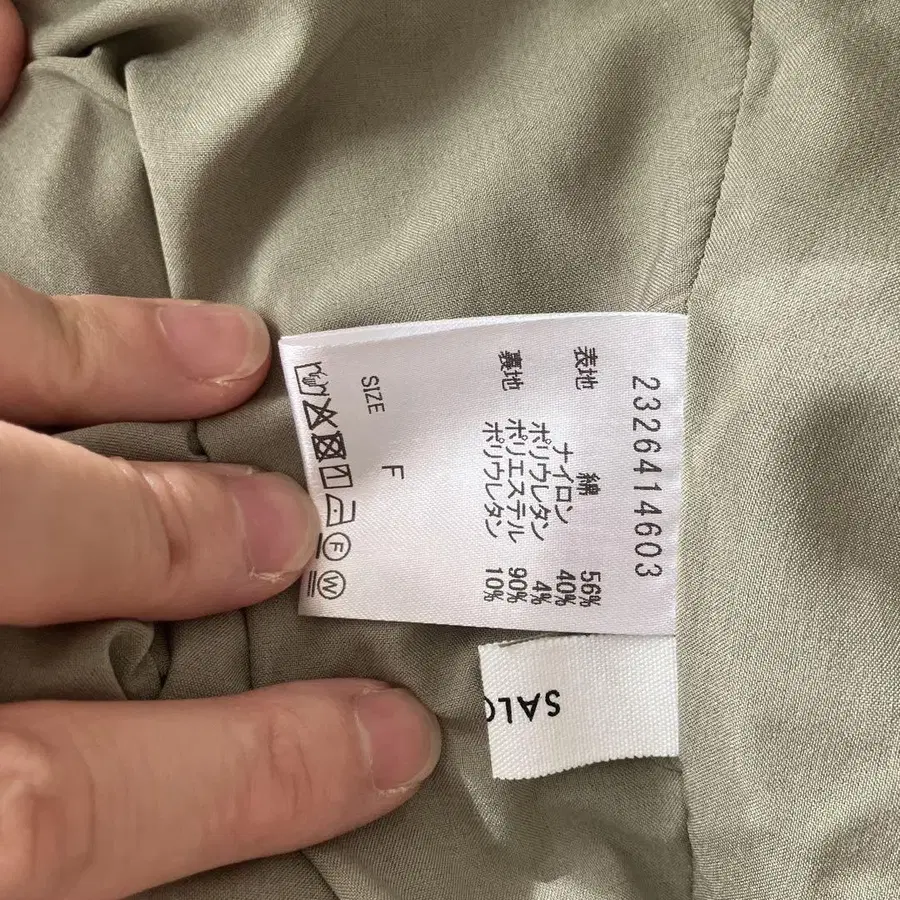 2326414603
表地 綿 56%
ナイロン 40%
ポリウレタン 4%
裏地 ポリエステル 90%
ポリウレタン 10%
SIZE F
F W
SALO